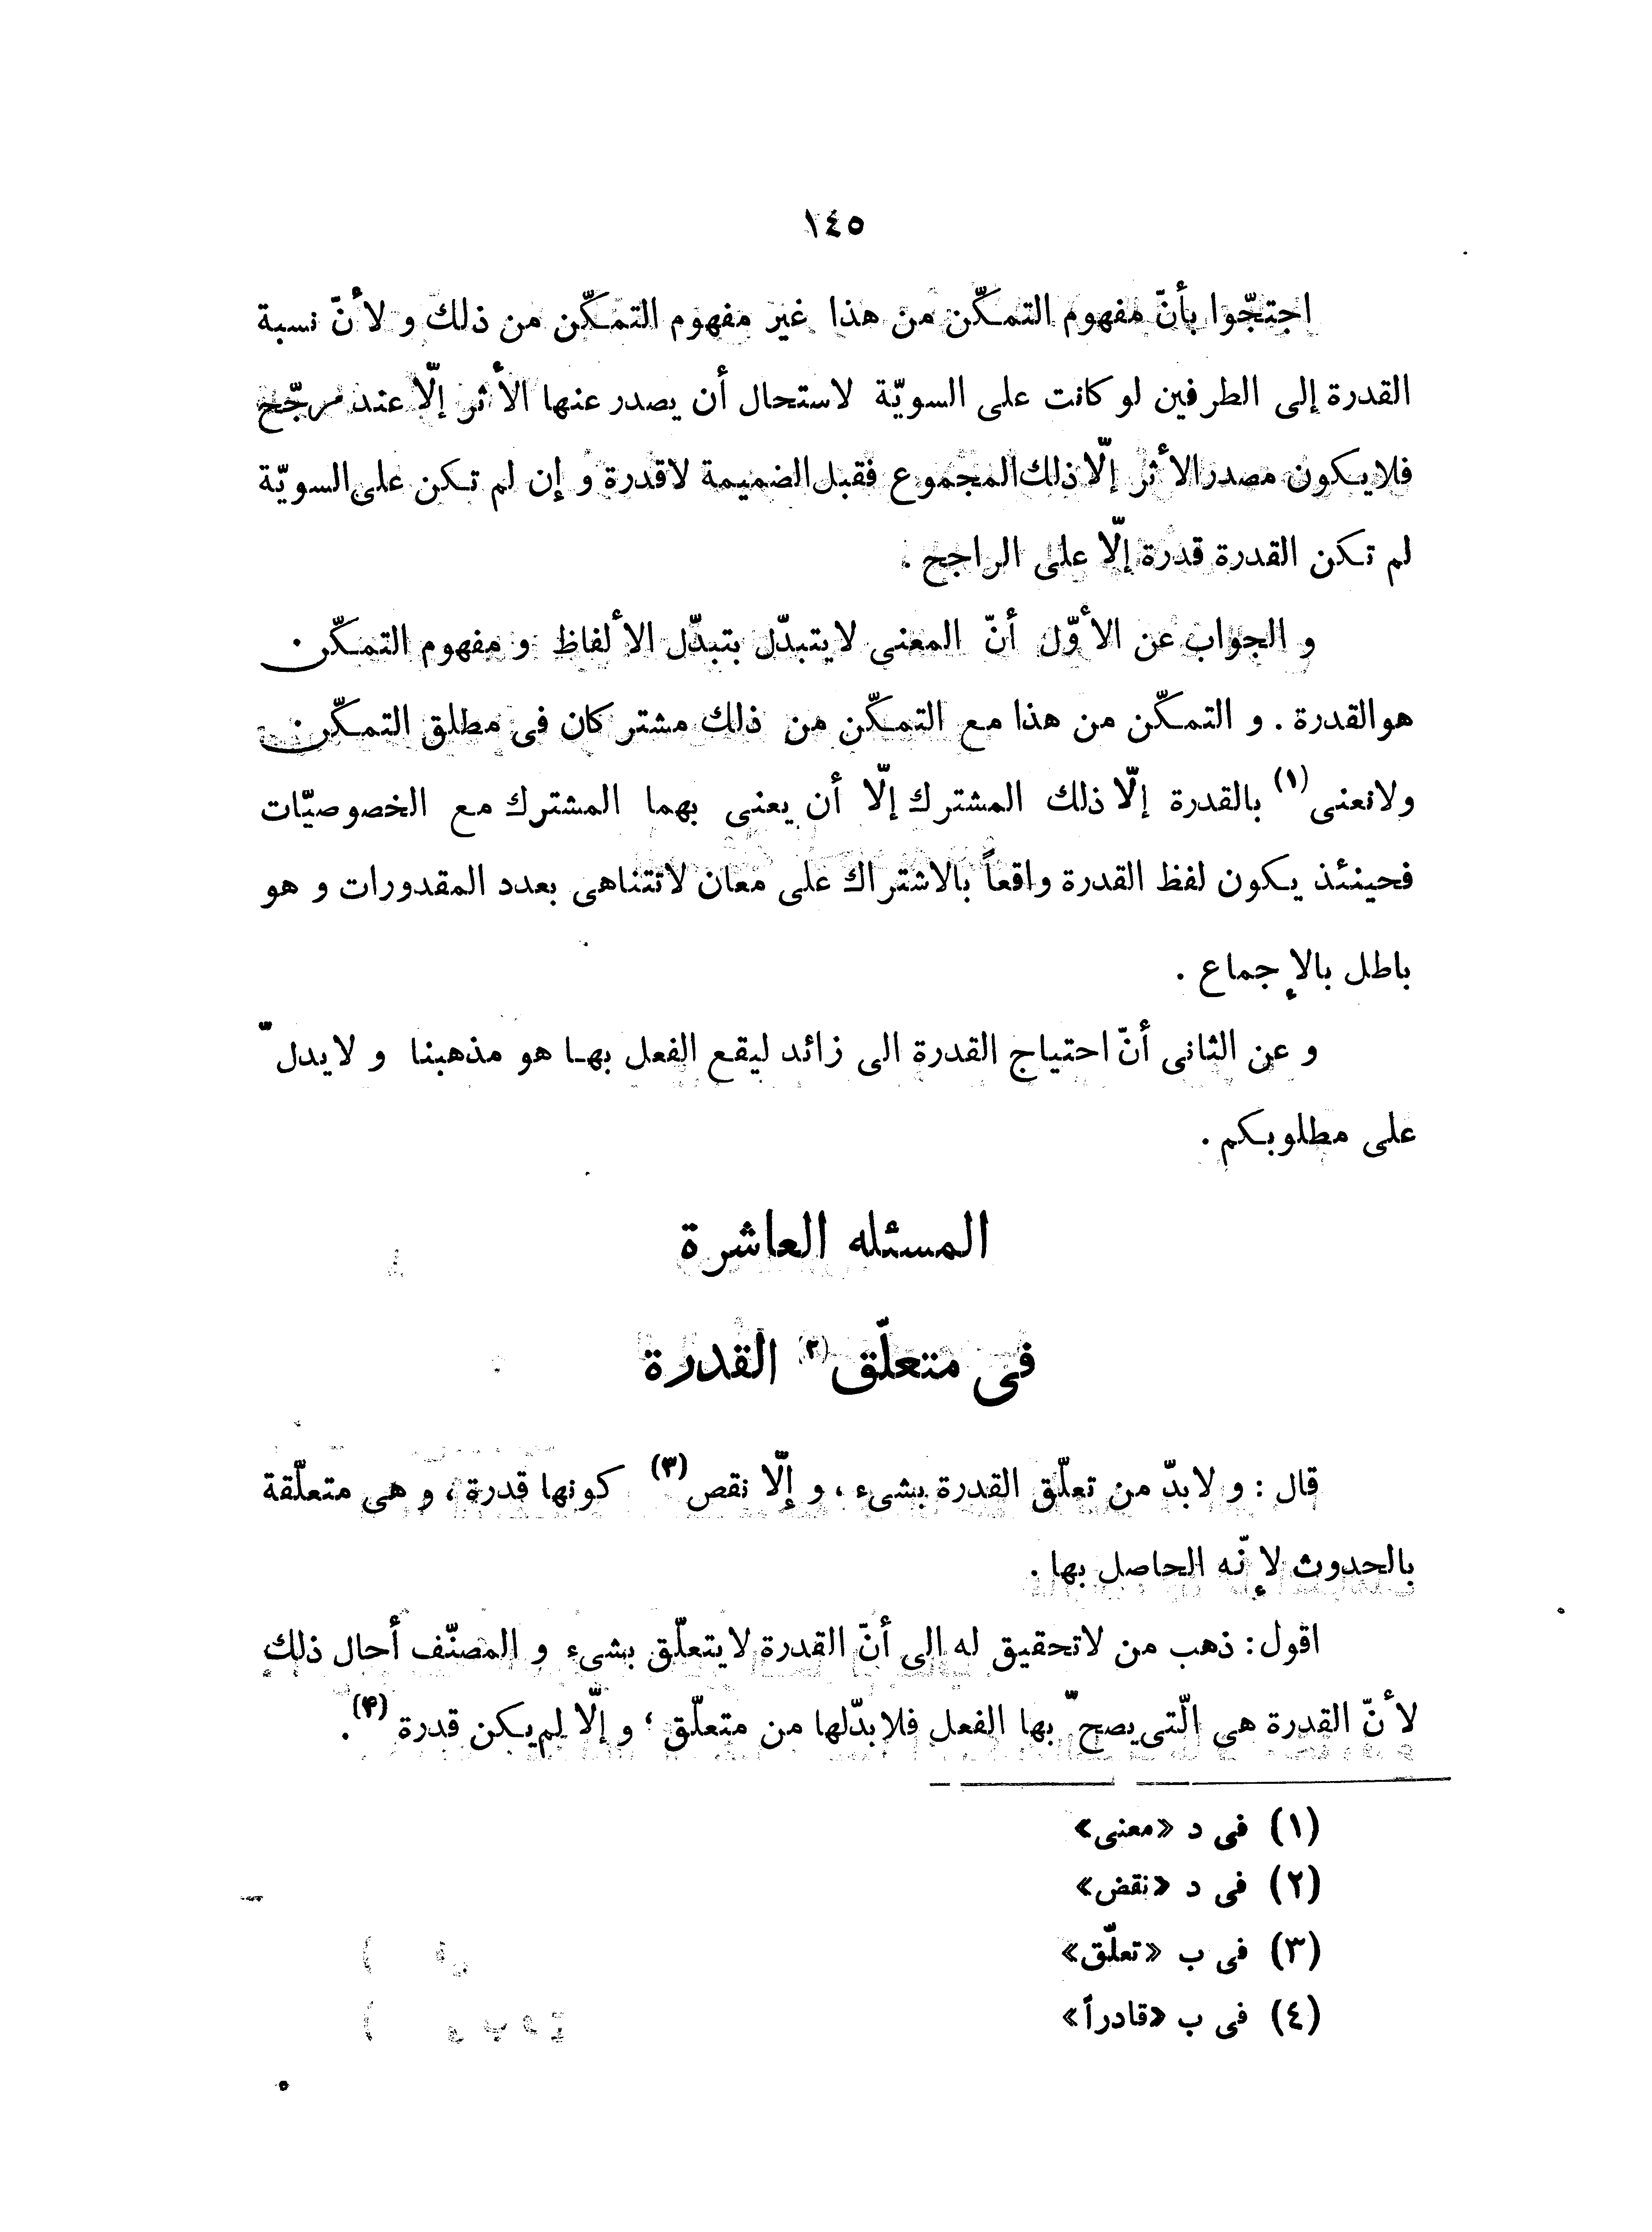 ١٤٥
احتجّوا بأنّ مفهوم التمكّن من هذا غير مفهوم التمكّن من ذلك و لأنّ نسبة
القدرة إلى الطرفين لو كانت على السويّة لاستحال أن يصدر عنها الأثر إلّا عند مرجّح
فلايكون مصدر الأثر إلّا ذلك المجموع فقبل الضميمة لاقدرة و إن لم تكن على السويّة
لم تكن القدرة قدرة إلّا على الراجح .
و الجواب عن الأوّل أنّ المعنى لايتبدّل بتبدّل الألفاظ و مفهوم التمكّن
هو القدرة . و التمكّن من هذا مع التمكّن من ذلك مشتركان فى مطلق التمكّن
ولانعنى (١) بالقدرة إلّا ذلك المشترك إلّا أن يعنى بهما المشترك مع الخصوصيّات
فحينئذ يكون لفظ القدرة واقعاً بالاشتراك على معان لاتتناهى بعدد المقدورات و هو
باطل بالإجماع .
و عن الثانى أنّ احتياج القدرة الى زائد ليقع الفعل بها هو مذهبنا و لايدلّ
على مطلوبكم .
المسئله العاشرة
فى متعلّق (٢) القدرة
قال : و لابدّ من تعلّق القدرة بشىء ، و إلّا نقص (٣) كونها قدرة ، و هى متعلّقة
بالحدوث لإنّه الحاصل بها .
اقول : ذهب من لاتحقيق له الى أنّ القدرة لايتعلّق بشىء و المصنّف أحال ذلك
لأنّ القدرة هى الّتى يصحّ بها الفعل فلابدّلها من متعلّق ؛ و إلّا لم يكن قدرة (۴) .
(١) فى د «معنى»
(٢) فى د «نقض»
(٣) فى ب «تعلّق»
(٤) فى ب «قادراً»